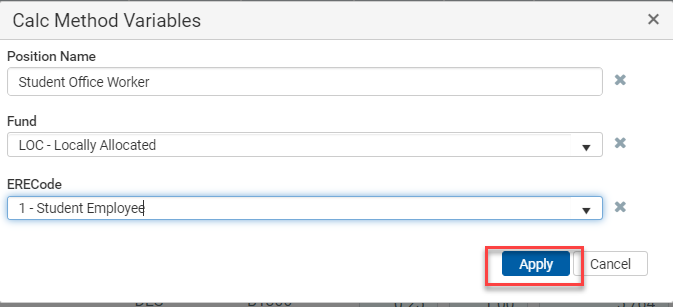 Calc Method Variables
Position Name
Student Office Worker
Fund
LOC - Locally Allocated
ERECode
1 - Student Employee
Apply Cancel